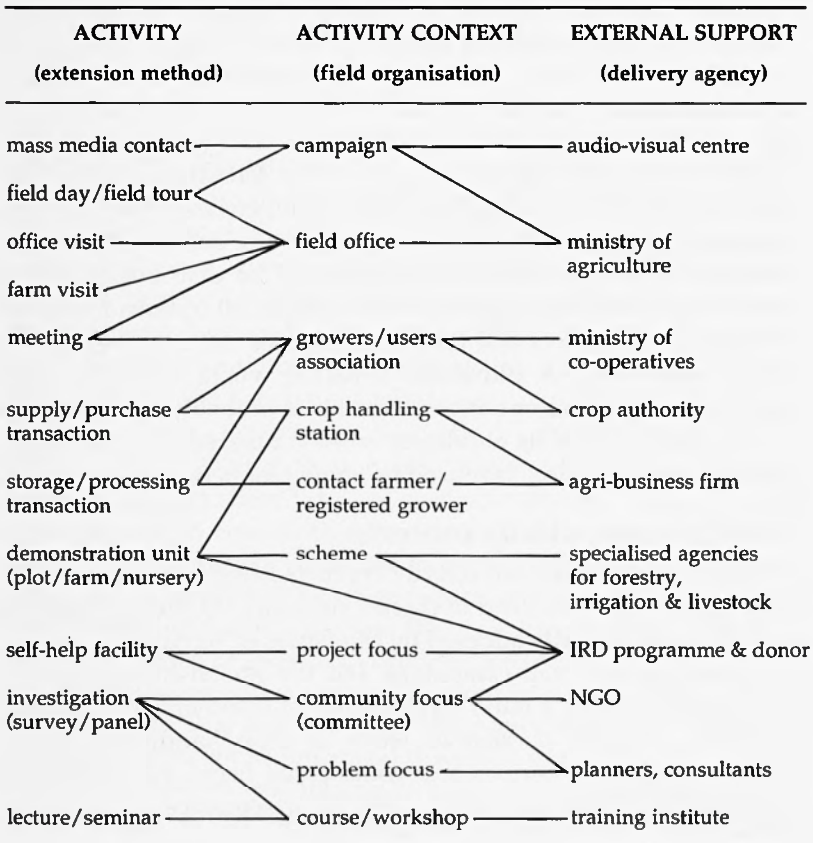 ACTIVITY ACTIVITY CONTEXT EXTERNAL SUPPORT
(extension method) (field organisation) (delivery agency)
mass media contact campaign audio-visual centre
field day/field tour
office visit field office ministry of
agriculture
farm visit
meeting growers/users ministry of
association co-operatives
supply/purchase crop handling crop authority
transaction station
storage/processing contact farmer/ agri-business firm
transaction registered grower
demonstration unit scheme specialised agencies
(plot/farm/nursery) for forestry,
irrigation & livestock
self-help facility project focus IRD programme & donor
investigation community focus NGO
(survey/panel) (committee)
problem focus planners, consultants
lecture/seminar course/workshop training institute